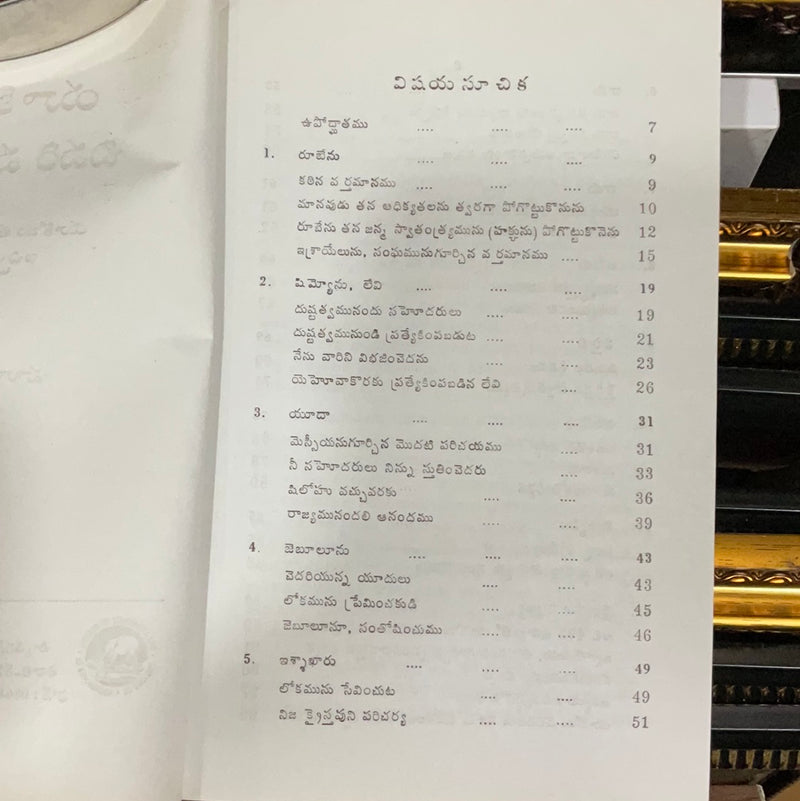 విషయ సూచిక
ఉపోద్ఘాతము .... .... .... 7
1. రూబేను .... .... .... 9
కఠిన వర్తమానము .... .... .... 9
మానవుడు తన అధిక్యతలను త్వరగా పోగొట్టుకొనును 10
రూబేను తన జన్మ స్వాతంత్ర్యమును (హక్కును) పోగొట్టుకొనెను 12
ఇశ్రాయేలును, సంఘమునుగూర్చిన వర్తమానము .... 15
2. షిమ్యోను, లేవి .... .... .... 19
దుష్టత్వమునందు సహెూదరులు .... .... 19
దుష్టత్వమునుండి ప్రత్యేకింపబడుట .... .... 21
నేను వారిని విభజించెదను .... .... 23
యెహెూవాకొరకు ప్రత్యేకింపబడిన లేవి .... 26
3. యూదా .... .... .... 31
మెస్సీయనుగూర్చిన మొదటి పరిచయము .... 31
నీ సహెూదరులు నిన్ను స్తుతించెదరు .... 33
షిలోహు వచ్చువరకు .... .... 36
రాజ్యమునందలి ఆనందము .... .... 39
4. జెబూలూను .... .... .... 43
చెదరియున్న యూదులు .... .... 43
లోకమును ప్రేమించకుడి .... .... 45
జెబూలూనూ, సంతోషించుము .... .... 46
5. ఇశ్శాఖారు .... .... .... 49
లోకమును సేవించుట .... .... 49
నిజ క్రైస్తవుని పరిచర్య .... .... 51